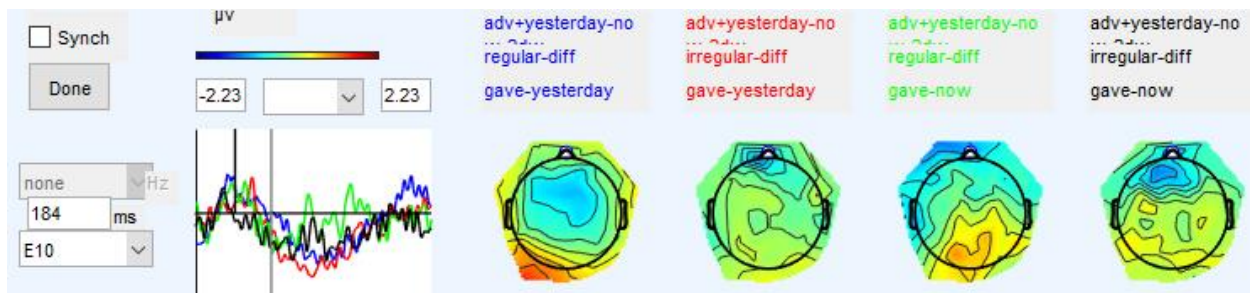 Synch
Done
none
Hz
184
ms
E10
µv
-2.23
2.23
adv+yesterday-no
regular-diff
gave-yesterday
adv+yesterday-no
irregular-diff
gave-yesterday
adv+yesterday-no
regular-diff
gave-now
adv+yesterday-no
irregular-diff
gave-now